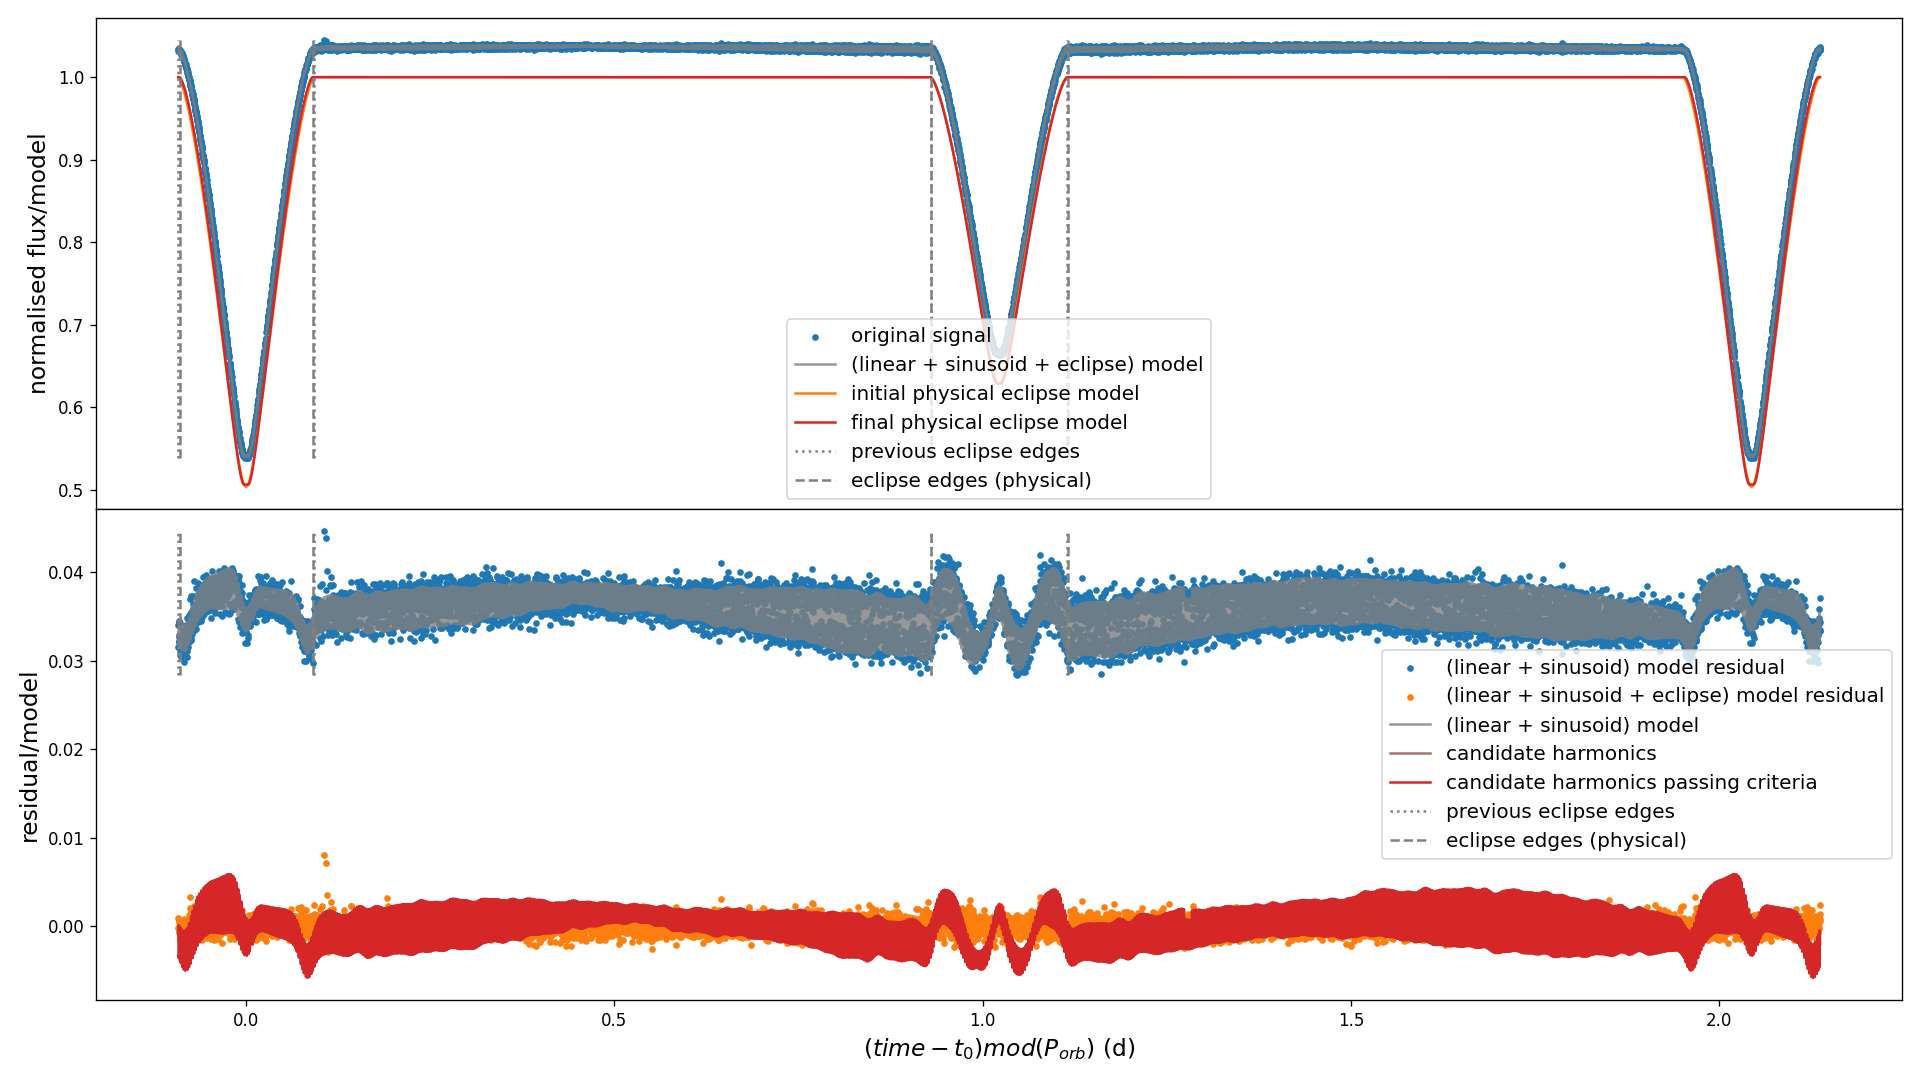 normalised flux/model
1.0
0.9
0.8
0.7
0.6
0.5
original signal
(linear + sinusoid + eclipse) model
initial physical eclipse model
final physical eclipse model
previous eclipse edges
eclipse edges (physical)
residual/model
0.04
0.03
0.02
0.01
0.00
(linear + sinusoid) model residual
(linear + sinusoid + eclipse) model residual
(linear + sinusoid) model
candidate harmonics
candidate harmonics passing criteria
previous eclipse edges
eclipse edges (physical)
0.0 0.5 1.0 1.5 2.0
(time − t₀)mod(P_orb) (d)